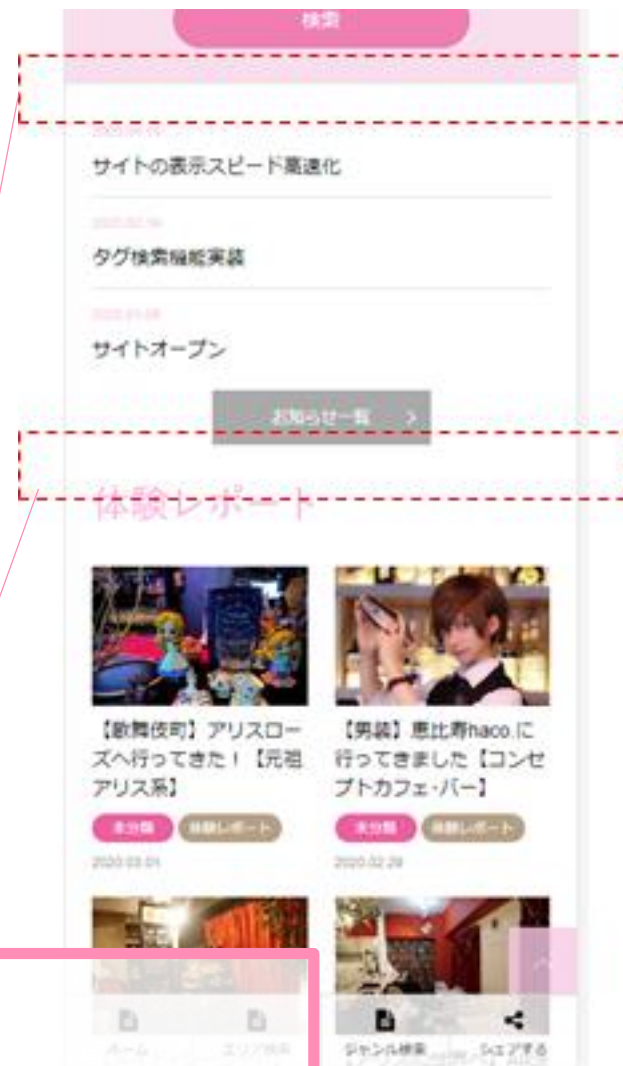 検索
サイトの表示スピード高速化
タグ検索機能実装
サイトオープン
お知らせ一覧
体験レポート
【歌舞伎町】アリスロー
ズへ行ってきた！【元祖
アリス系】
未分類 体験レポート
2020.03.01
【男装】恵比寿haco.に
行ってきました【コンセ
プトカフェ・バー】
未分類 体験レポート
2020.02.28
ホーム
エリア検索
ジャンル検索
シェアする